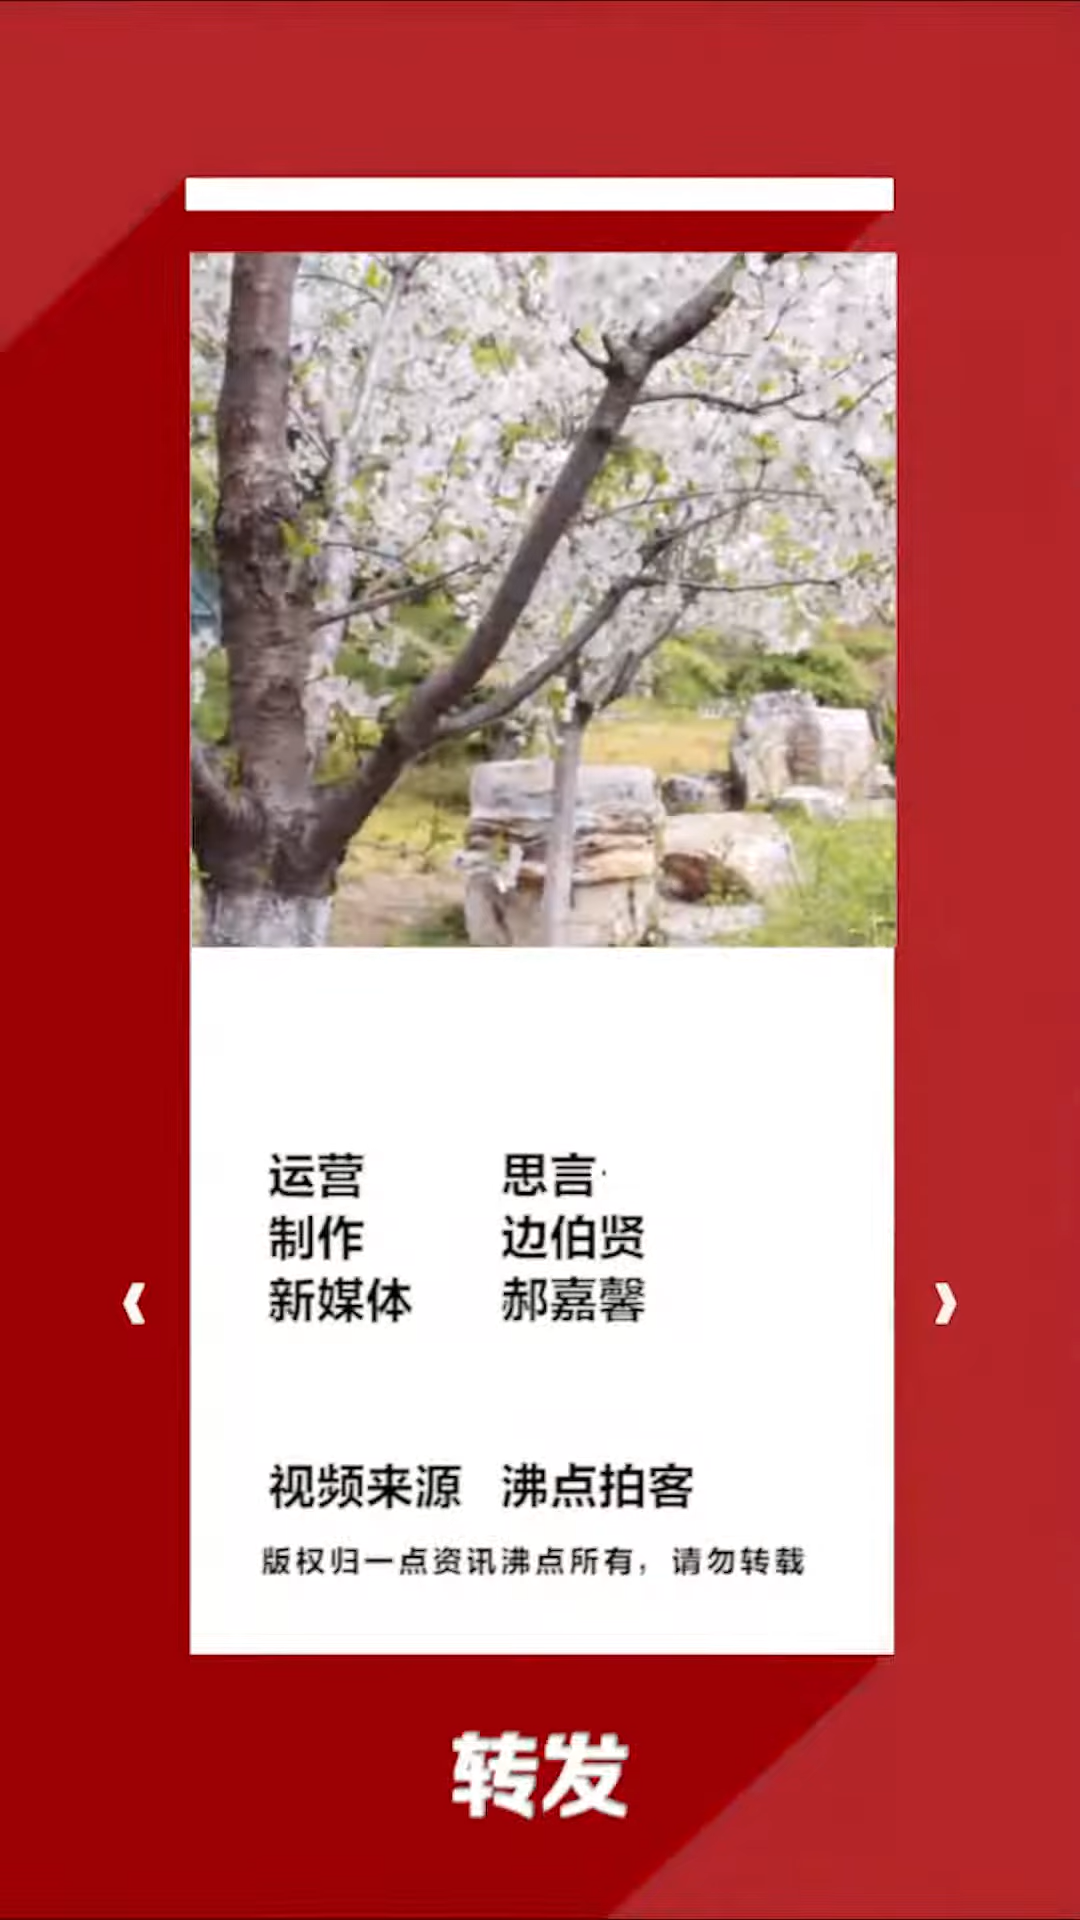 运营 思言
制作 边伯贤
新媒体 郝嘉馨
视频来源 沸点拍客
版权归一点资讯沸点所有，请勿转载
转发